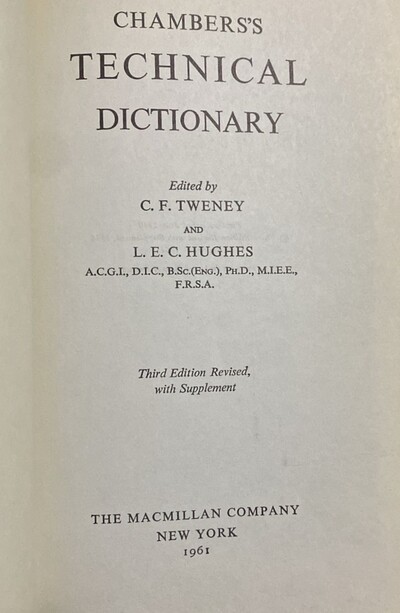 CHAMBERS'S
TECHNICAL
DICTIONARY
Edited by
C. F. TWENEY
AND
L. E. C. HUGHES
A.C.G.I., D.I.C., B.Sc.(ENG.), PH.D., M.I.E.E.,
F.R.S.A.
Third Edition Revised,
with Supplement
THE MACMILLAN COMPANY
NEW YORK
1961